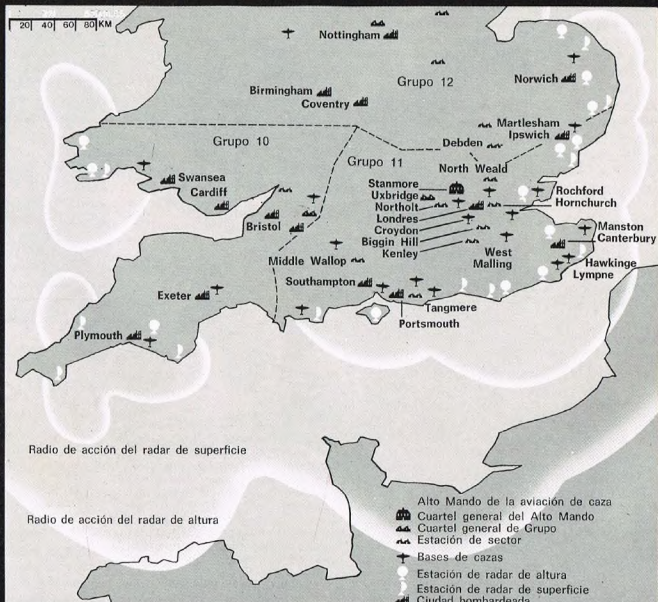 20 40 60 80 KM
Nottingham
Grupo 12
Norwich
Birmingham
Coventry
Martlesham
Ipswich
Debden
Grupo 10
Grupo 11
North Weald
Swansea
Cardiff
Stanmore
Uxbridge
Northolt
Londres
Croydon
Biggin Hill
Kenley
Rochford
Hornchurch
Bristol
Manston
Canterbury
West
Malling
Hawkinge
Lympne
Middle Wallop
Southampton
Exeter
Tangmere
Portsmouth
Plymouth
Radio de acción del radar de superficie
Radio de acción del radar de altura
Alto Mando de la aviación de caza
Cuartel general del Alto Mando
Cuartel general de Grupo
Estación de sector
Bases de cazas
Estación de radar de altura
Estación de radar de superficie
Ciudad bombardeada